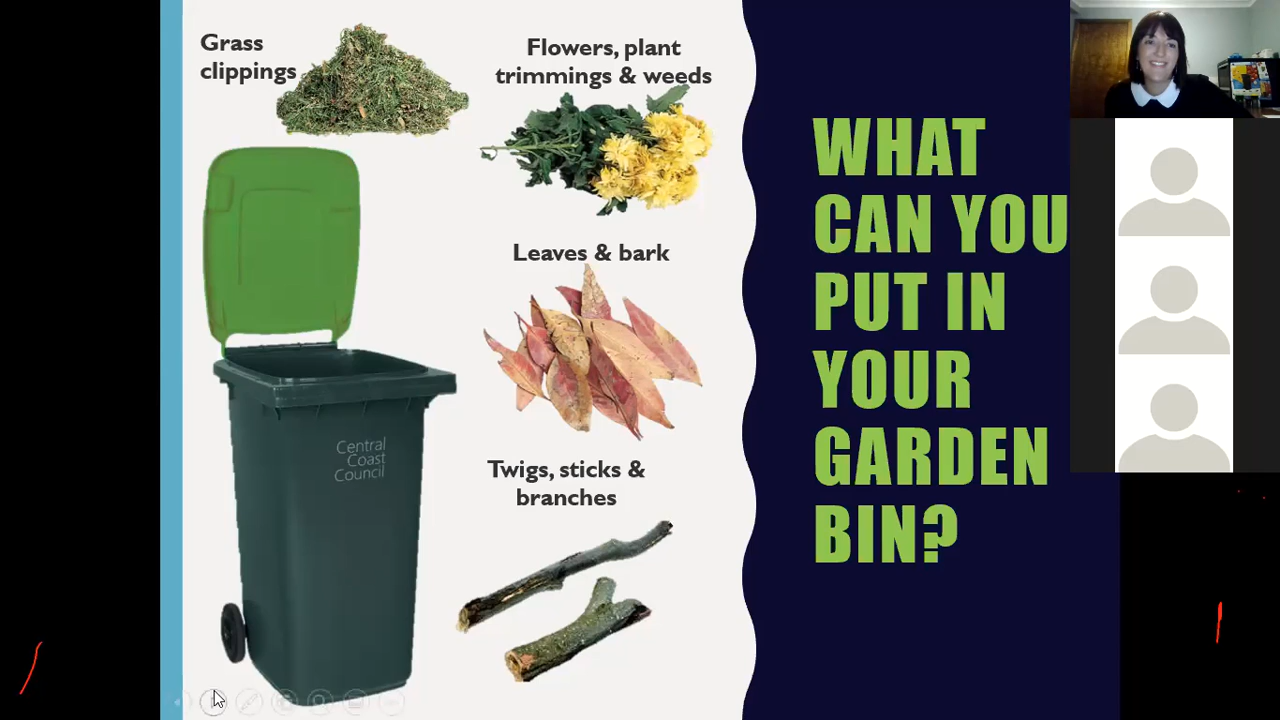 Grass
clippings
Flowers, plant
trimmings & weeds
Leaves & bark
Central
Coast
Council
Twigs, sticks &
branches
WHAT
CAN YOU
PUT IN
YOUR
GARDEN
BIN?